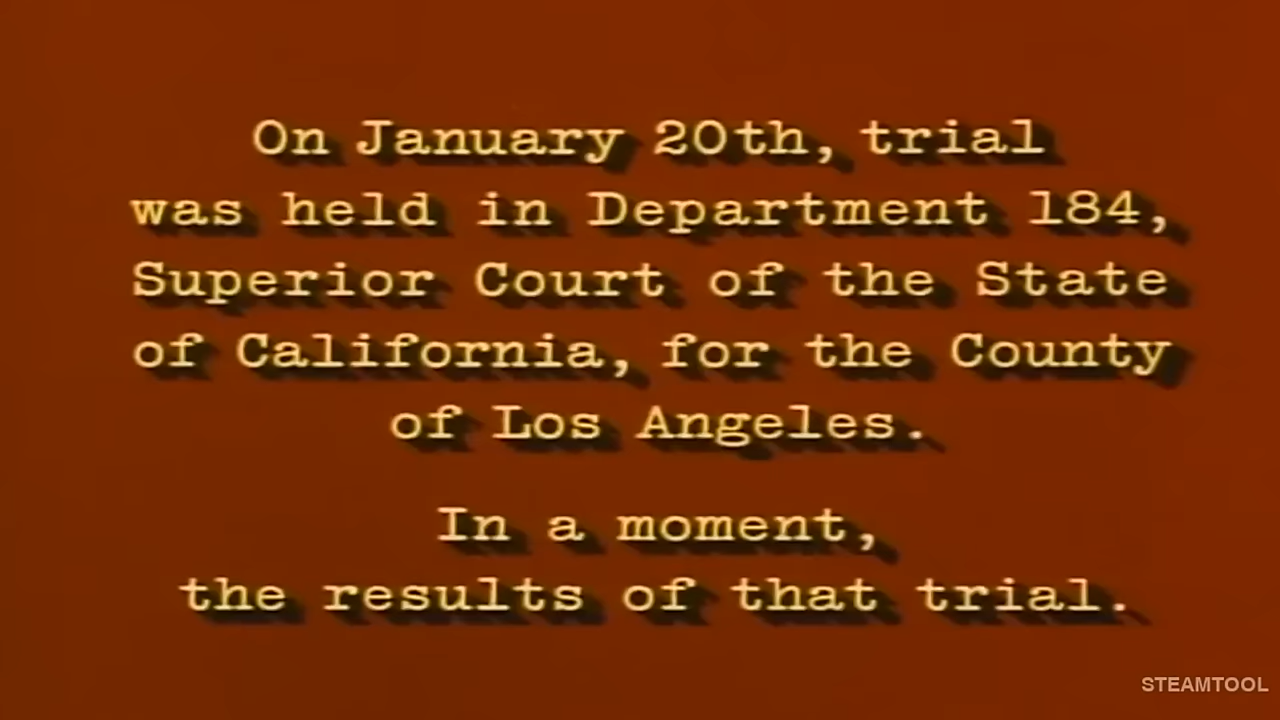 On January 20th, trial
was held in Department 184,
Superior Court of the State
of California, for the County
of Los Angeles.
In a moment,
the results of that trial.
STEAMTOOL